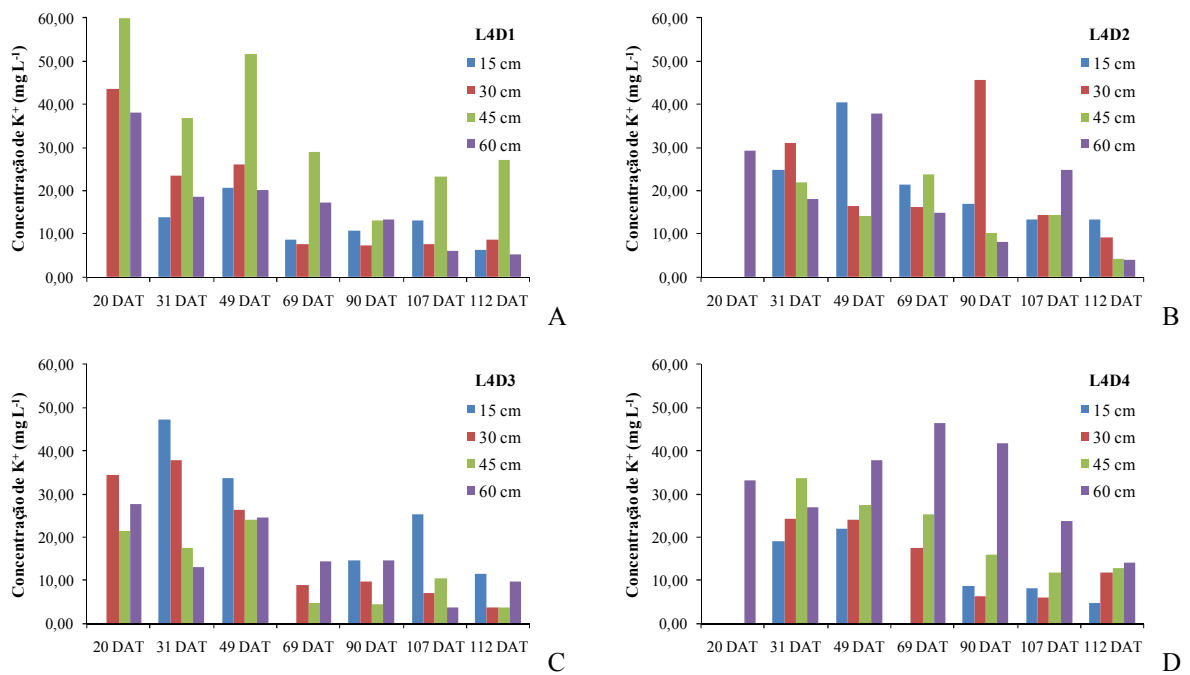 L4D1
Concentração de K⁺ (mg L⁻¹)
60,00
50,00
40,00
30,00
20,00
10,00
0,00
15 cm
30 cm
45 cm
60 cm
20 DAT 31 DAT 49 DAT 69 DAT 90 DAT 107 DAT 112 DAT
A
L4D2
Concentração de K⁺ (mg L⁻¹)
60,00
50,00
40,00
30,00
20,00
10,00
0,00
15 cm
30 cm
45 cm
60 cm
20 DAT 31 DAT 49 DAT 69 DAT 90 DAT 107 DAT 112 DAT
B
L4D3
Concentração de K⁺ (mg L⁻¹)
60,00
50,00
40,00
30,00
20,00
10,00
0,00
15 cm
30 cm
45 cm
60 cm
20 DAT 31 DAT 49 DAT 69 DAT 90 DAT 107 DAT 112 DAT
C
L4D4
Concentração de K⁺ (mg L⁻¹)
60,00
50,00
40,00
30,00
20,00
10,00
0,00
15 cm
30 cm
45 cm
60 cm
20 DAT 31 DAT 49 DAT 69 DAT 90 DAT 107 DAT 112 DAT
D